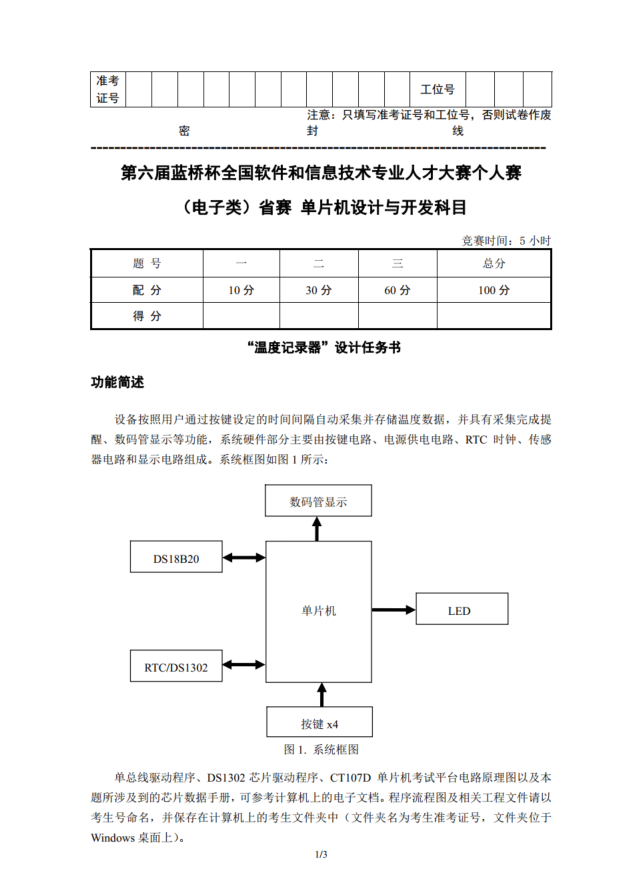 准考
证号
工位号
注意：只填写准考证号和工位号，否则试卷作废
密 封 线
第六届蓝桥杯全国软件和信息技术专业人才大赛个人赛
（电子类）省赛 单片机设计与开发科目
竞赛时间：5 小时
题 号 一 二 三 总分
配 分 10 分 30 分 60 分 100 分
得 分
“温度记录器”设计任务书
功能简述
设备按照用户通过按键设定的时间间隔自动采集并存储温度数据，并具有采集完成提
醒、数码管显示等功能，系统硬件部分主要由按键电路、电源供电电路、RTC 时钟、传感
器电路和显示电路组成。系统框图如图 1 所示：
数码管显示
DS18B20
单片机
LED
RTC/DS1302
按键 x4
图 1. 系统框图
单总线驱动程序、DS1302 芯片驱动程序、CT107D 单片机考试平台电路原理图以及本
题所涉及到的芯片数据手册，可参考计算机上的电子文档。程序流程图及相关工程文件请以
考生号命名，并保存在计算机上的考生文件夹中（文件夹名为考生准考证号，文件夹位于
Windows 桌面上）。
1/3